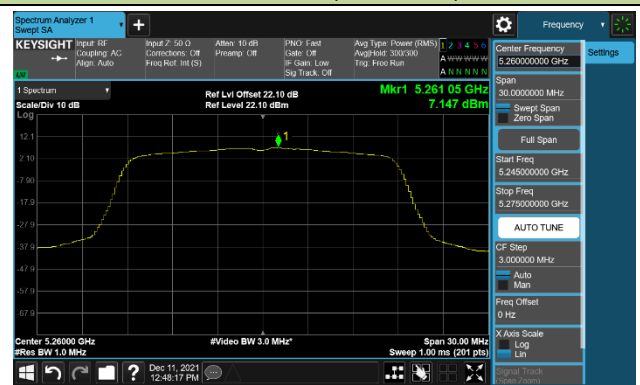 Spectrum Analyzer 1
Swept SA
Frequency
KEYSIGHT
Input: RF
Coupling: AC
Align: Auto
Input Z: 50 Ω
Corrections: Off
Freq Ref: Int (S)
Atten: 10 dB
Preamp: Off
PNO: Fast
Gate: Off
IF Gain: Low
Sig Track: Off
Avg Type: Power (RMS)
Avg|Hold: 300/300
Trig: Free Run
1 2 3 4 5 6
A W W W W W
A N N N N N
LXI
Center Frequency
5.260000000 GHz
Settings
1 Spectrum
Scale/Div 10 dB
Ref Lvl Offset 22.10 dB
Ref Level 22.10 dBm
Mkr1 5.261 05 GHz
7.147 dBm
Span
30.0000000 MHz
Swept Span
Zero Span
Full Span
Start Freq
5.245000000 GHz
Stop Freq
5.275000000 GHz
AUTO TUNE
CF Step
3.000000 MHz
Auto
Man
Freq Offset
0 Hz
X Axis Scale
Log
Lin
Signal Track
(Span Zoom)
Log
12.1
2.10
-7.90
-17.9
-27.9
-37.9
-47.9
-57.9
-67.9
1
Center 5.26000 GHz
#Res BW 1.0 MHz
#Video BW 3.0 MHz*
Span 30.00 MHz
Sweep 1.00 ms (201 pts)
Dec 11, 2021
12:48:17 PM